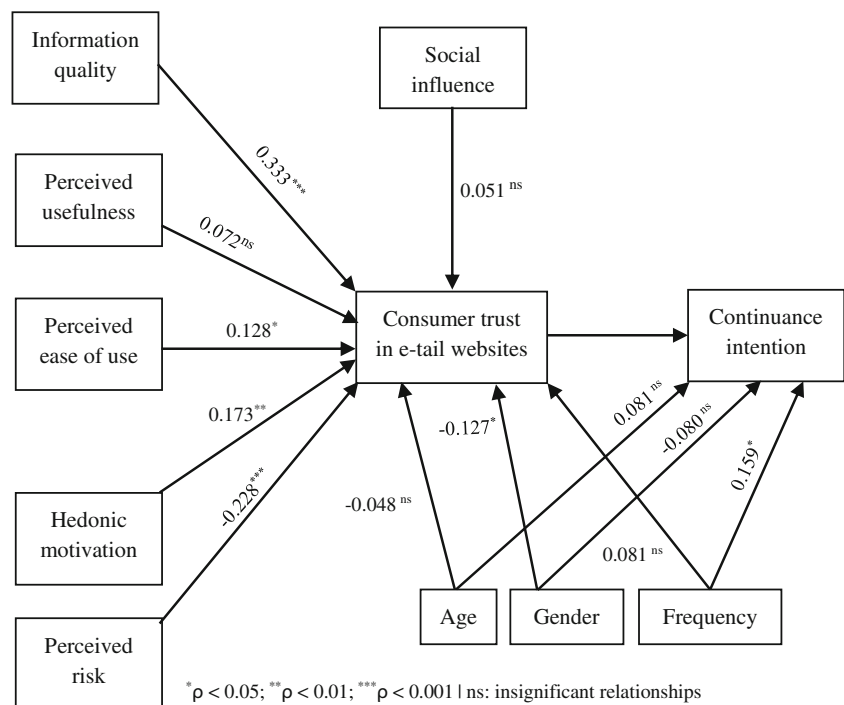 Information
quality
Social
influence
0.333***
0.051 ns
Perceived
usefulness
0.072ns
Perceived
ease of use
0.128*
Consumer trust
in e-tail websites
Continuance
intention
0.173**
-0.228***
-0.127*
0.081 ns
-0.080 ns
0.159*
-0.048 ns
0.081 ns
Hedonic
motivation
Age
Gender
Frequency
Perceived
risk
*ρ < 0.05; **ρ < 0.01; ***ρ < 0.001 | ns: insignificant relationships